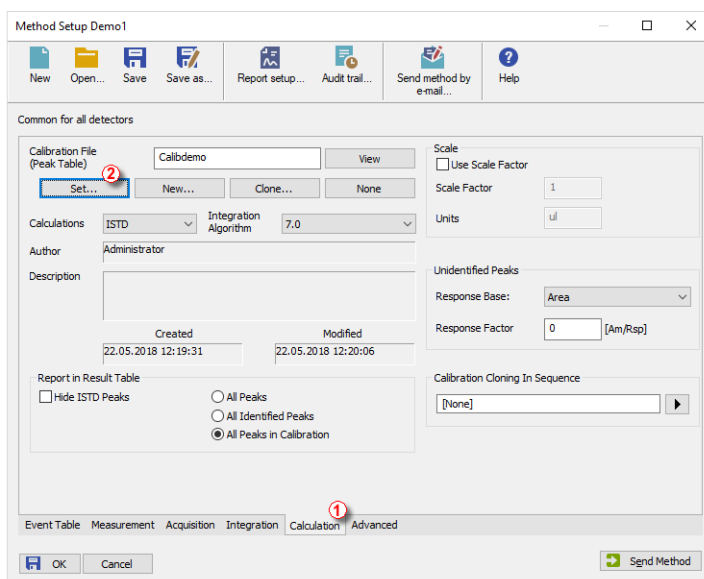 Method Setup Demo1
New Open... Save Save as... Report setup... Audit trail... Send method by e-mail... Help
Common for all detectors
Calibration File
(Peak Table)
Calibdemo
View
2
Set... New... Clone... None
Calculations ISTD Integration Algorithm 7.0
Author Administrator
Description
Created Modified
22.05.2018 12:19:31 22.05.2018 12:20:06
Report in Result Table
Hide ISTD Peaks
All Peaks
All Identified Peaks
All Peaks in Calibration
Scale
Use Scale Factor
Scale Factor 1
Units ul
Unidentified Peaks
Response Base: Area
Response Factor 0 [Am/Rsp]
Calibration Cloning In Sequence
[None]
1
Event Table Measurement Acquisition Integration Calculation Advanced
OK Cancel Send Method